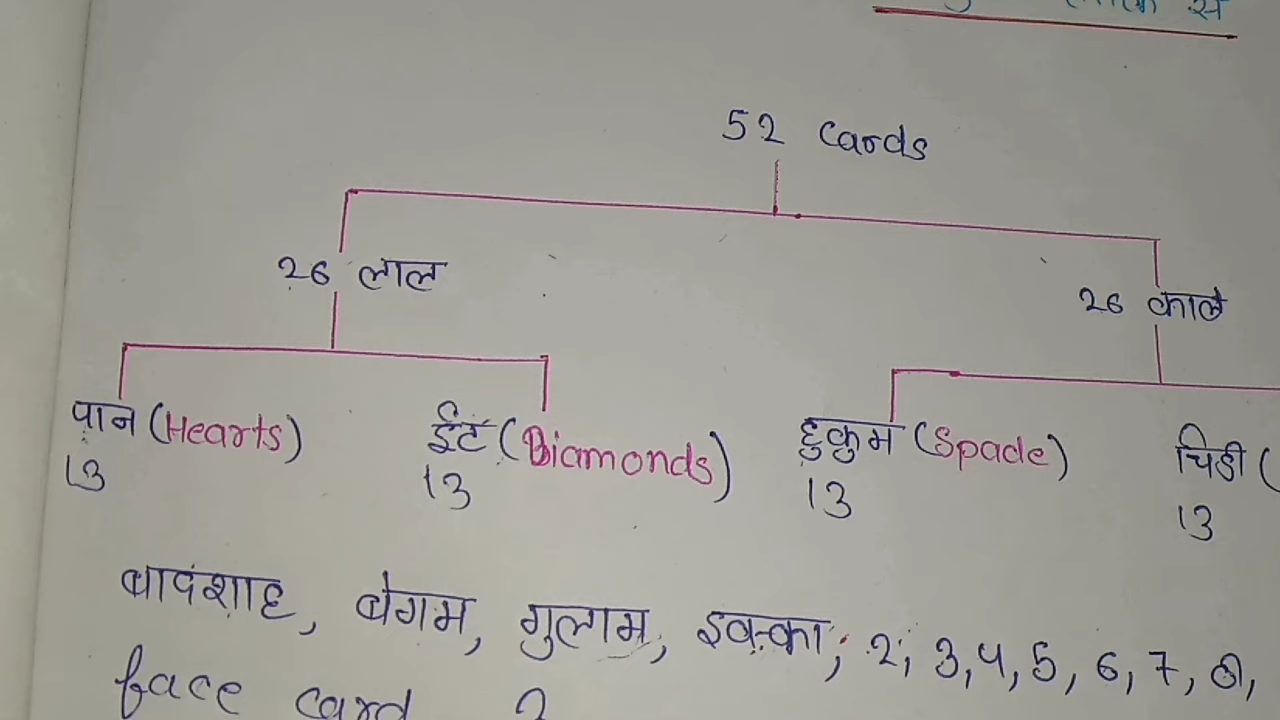 से
52 Cards
26 लाल
26 काले
पान (Hearts)
ईंट (Diamonds)
हुकुम (Spade)
चिडी (
13
13
13
13
बादशाह, बेगम, गुलाम, इक्का, 2, 3, 4, 5, 6, 7, 8,
face card